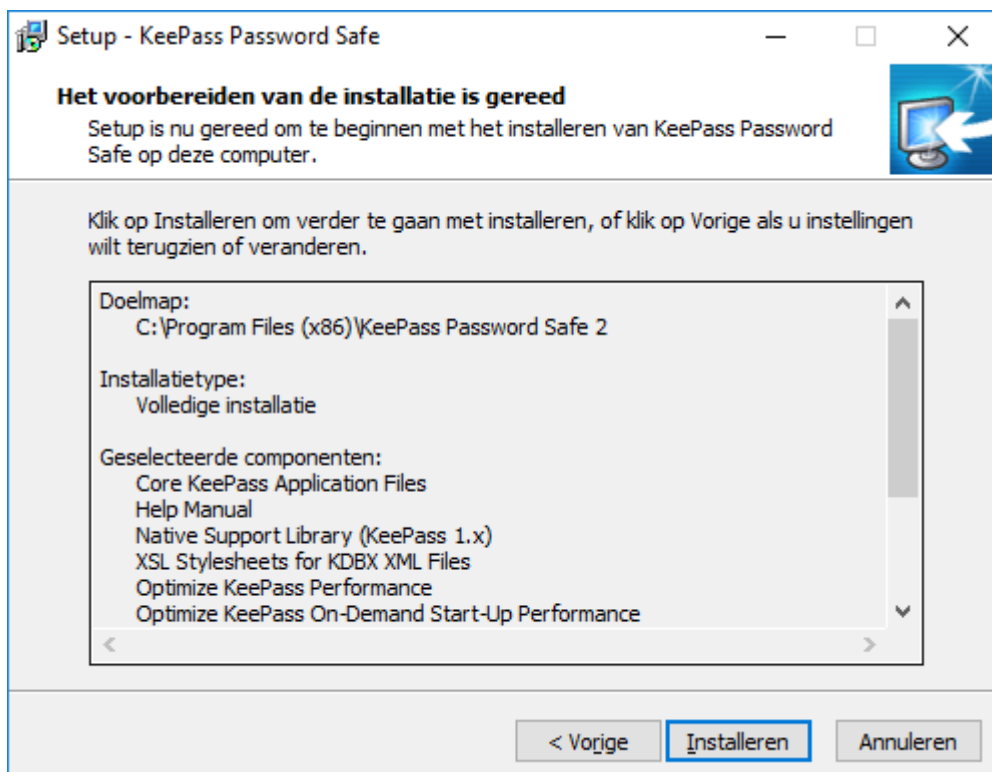 Setup - KeePass Password Safe
Het voorbereiden van de installatie is gereed
Setup is nu gereed om te beginnen met het installeren van KeePass Password
Safe op deze computer.
Klik op Installeren om verder te gaan met installeren, of klik op Vorige als u instellingen
wilt terugzien of veranderen.
Doelmap:
C:\Program Files (x86)\KeePass Password Safe 2
Installatietype:
Volledige installatie
Geselecteerde componenten:
Core KeePass Application Files
Help Manual
Native Support Library (KeePass 1.x)
XSL Stylesheets for KDBX XML Files
Optimize KeePass Performance
Optimize KeePass On-Demand Start-Up Performance
< Vorige
Installeren
Annuleren